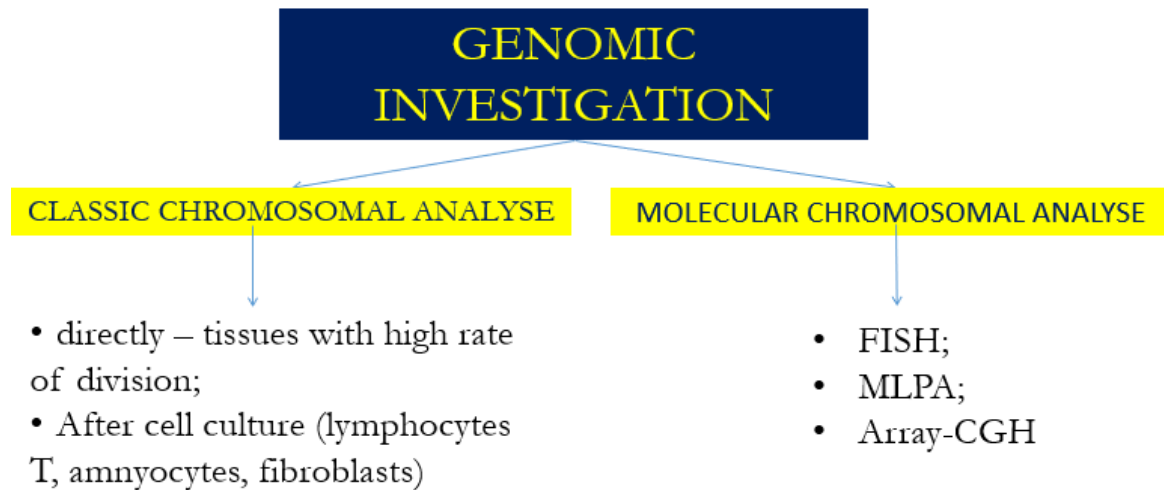 GENOMIC
INVESTIGATION
CLASSIC CHROMOSOMAL ANALYSE
MOLECULAR CHROMOSOMAL ANALYSE
• directly – tissues with high rate
of division;
• After cell culture (lymphocytes
T, amnyocytes, fibroblasts)
• FISH;
• MLPA;
• Array-CGH